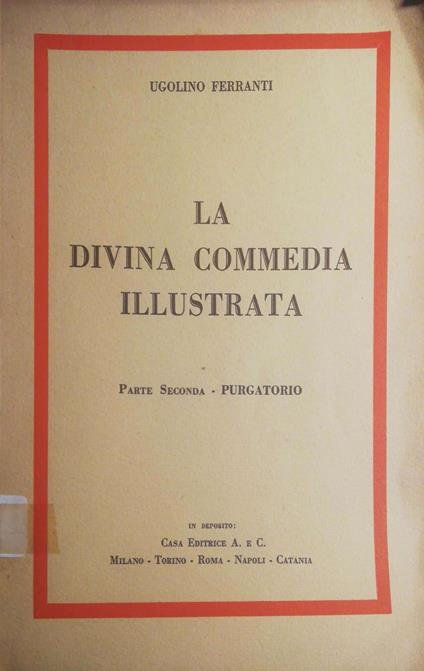 UGOLINO FERRANTI
LA
DIVINA COMMEDIA
ILLUSTRATA
PARTE SECONDA - PURGATORIO
IN DEPOSITO:
CASA EDITRICE A. E C.
MILANO - TORINO - ROMA - NAPOLI - CATANIA